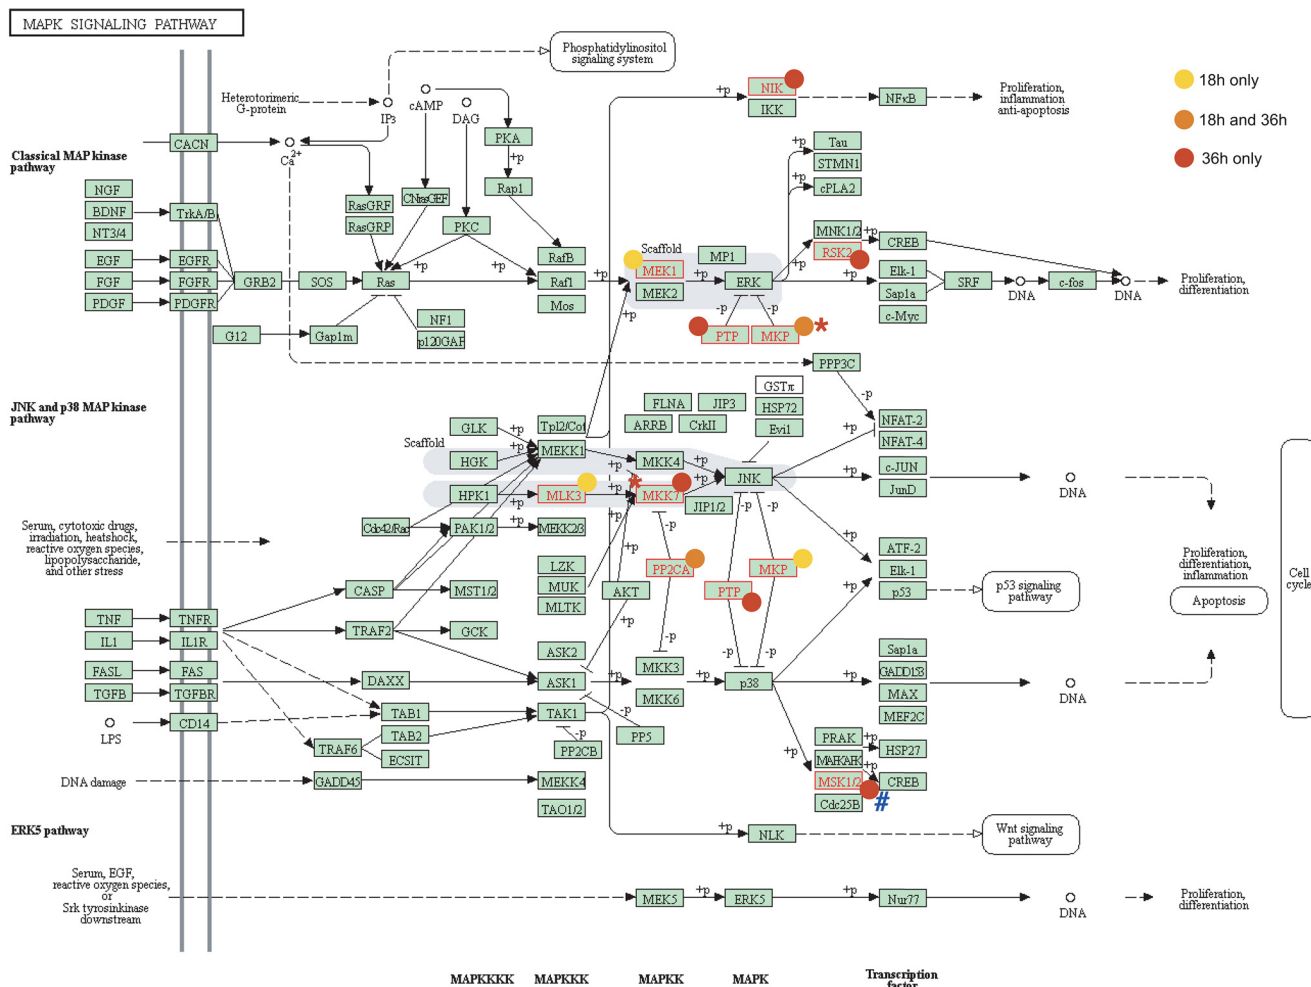 MAPK SIGNALING PATHWAY
Phosphatidylinositol
signaling system
18h only
18h and 36h
36h only
Heterotorimeric
G-protein
IP3
cAMP
DAG
+p
NIK
IKK
NFκB
Proliferation,
inflammation
anti-apoptosis
CACN
Ca2+
PKA
+p
Rap1
+p
Tau
STMN1
cPLA2
+p
Classical MAP kinase
pathway
NGF
BDNF
NT3/4
TrkA/B
RasGRF
RasGRP
CNrasGEF
PKC
RafB
Scaffold
MP1
+p
MNK1/2
+p
CREB
RSK2
EGF
EGFR
FGF
FGFR
PDGF
PDGFR
GRB2
SOS
Ras
+p
+p
Raf1
+p
Mos
MEK1
MEK2
+p
ERK
+p
Elk-1
Sap1a
c-Myc
SRF
DNA
c-fos
DNA
Proliferation,
differentiation
G12
Gap1m
NF1
p120GAP
+p
-p
-p
PTP
MKP
*
PPP3C
-p
JNK and p38 MAP kinase
pathway
GSTπ
HSP72
Evi1
FLNA
JIP3
ARRB
CrkII
NFAT-2
NFAT-4
+p
Scaffold
GLK
+p
HGK
+p
HPK1
+p
Tpl2/Cot
MEKK1
+p
MKK4
+p
JNK
+p
c-JUN
JunD
DNA
MLK3
+p
*
MKK7
+p
JIP1/2
Cdc42/Rac
PAK1/2
+p
MEKK2/3
+p
-p
-p
-p
+p
Serum, cytotoxic drugs,
irradiation, heatshock,
reactive oxygen species,
lipopolysaccharide,
and other stress
LZK
MUK
MLTK
PP2CA
MKP
PTP
ATF-2
Elk-1
p53
+p
p53 signaling
pathway
Proliferation,
differentiation,
inflammation
Apoptosis
Cell
cycle
CASP
MST1/2
AKT
+p
TNF
TNFR
IL1
IL1R
TRAF2
GCK
ASK2
-p
-p
-p
FASL
FAS
TGFB
TGFBR
DAXX
ASK1
+p
MKK3
MKK6
+p
p38
+p
Sap1a
GADD153
MAX
MEF2C
DNA
LPS
CD14
TAB1
TAK1
-p
TRAF6
TAB2
ECSIT
-p
PP2CB
PP5
+p
PRAK
+p
HSP27
MAPKAPK
+p
MSK1/2
CREB
Cdc25B
#
DNA damage
GADD45
MEKK4
TAO1/2
ERK5 pathway
+p
NLK
Wnt signaling
pathway
Serum, EGF,
reactive oxygen species,
or
Srk tyrosinkinase
downstream
MEK5
+p
ERK5
+p
Nur77
DNA
Proliferation,
differentiation
MAPKKKK
MAPKKK
MAPKK
MAPK
Transcription
factor